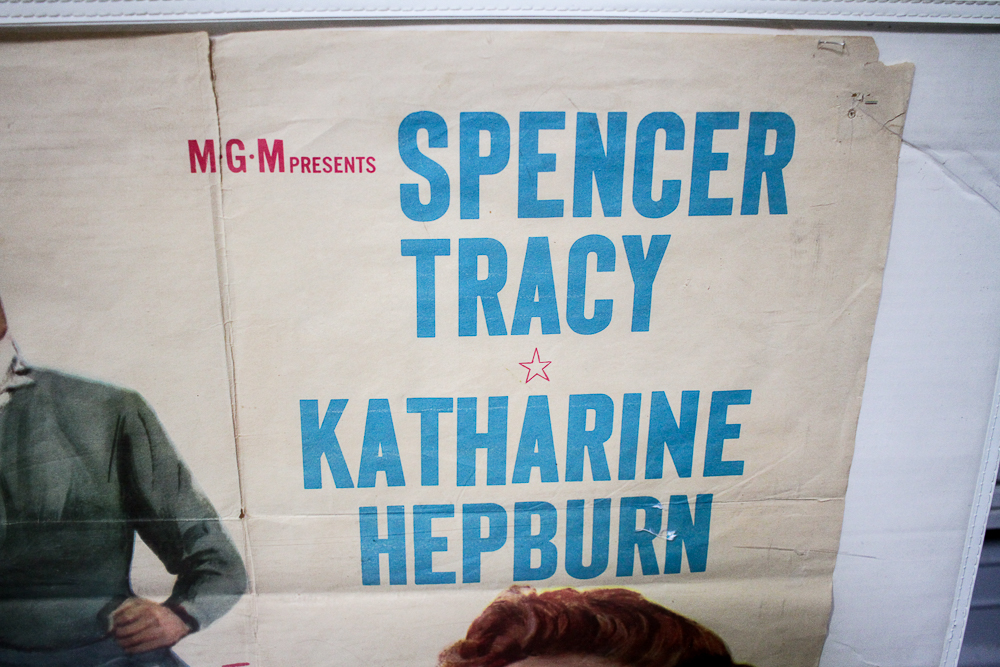 M·G·M PRESENTS
SPENCER
TRACY
KATHARINE
HEPBURN